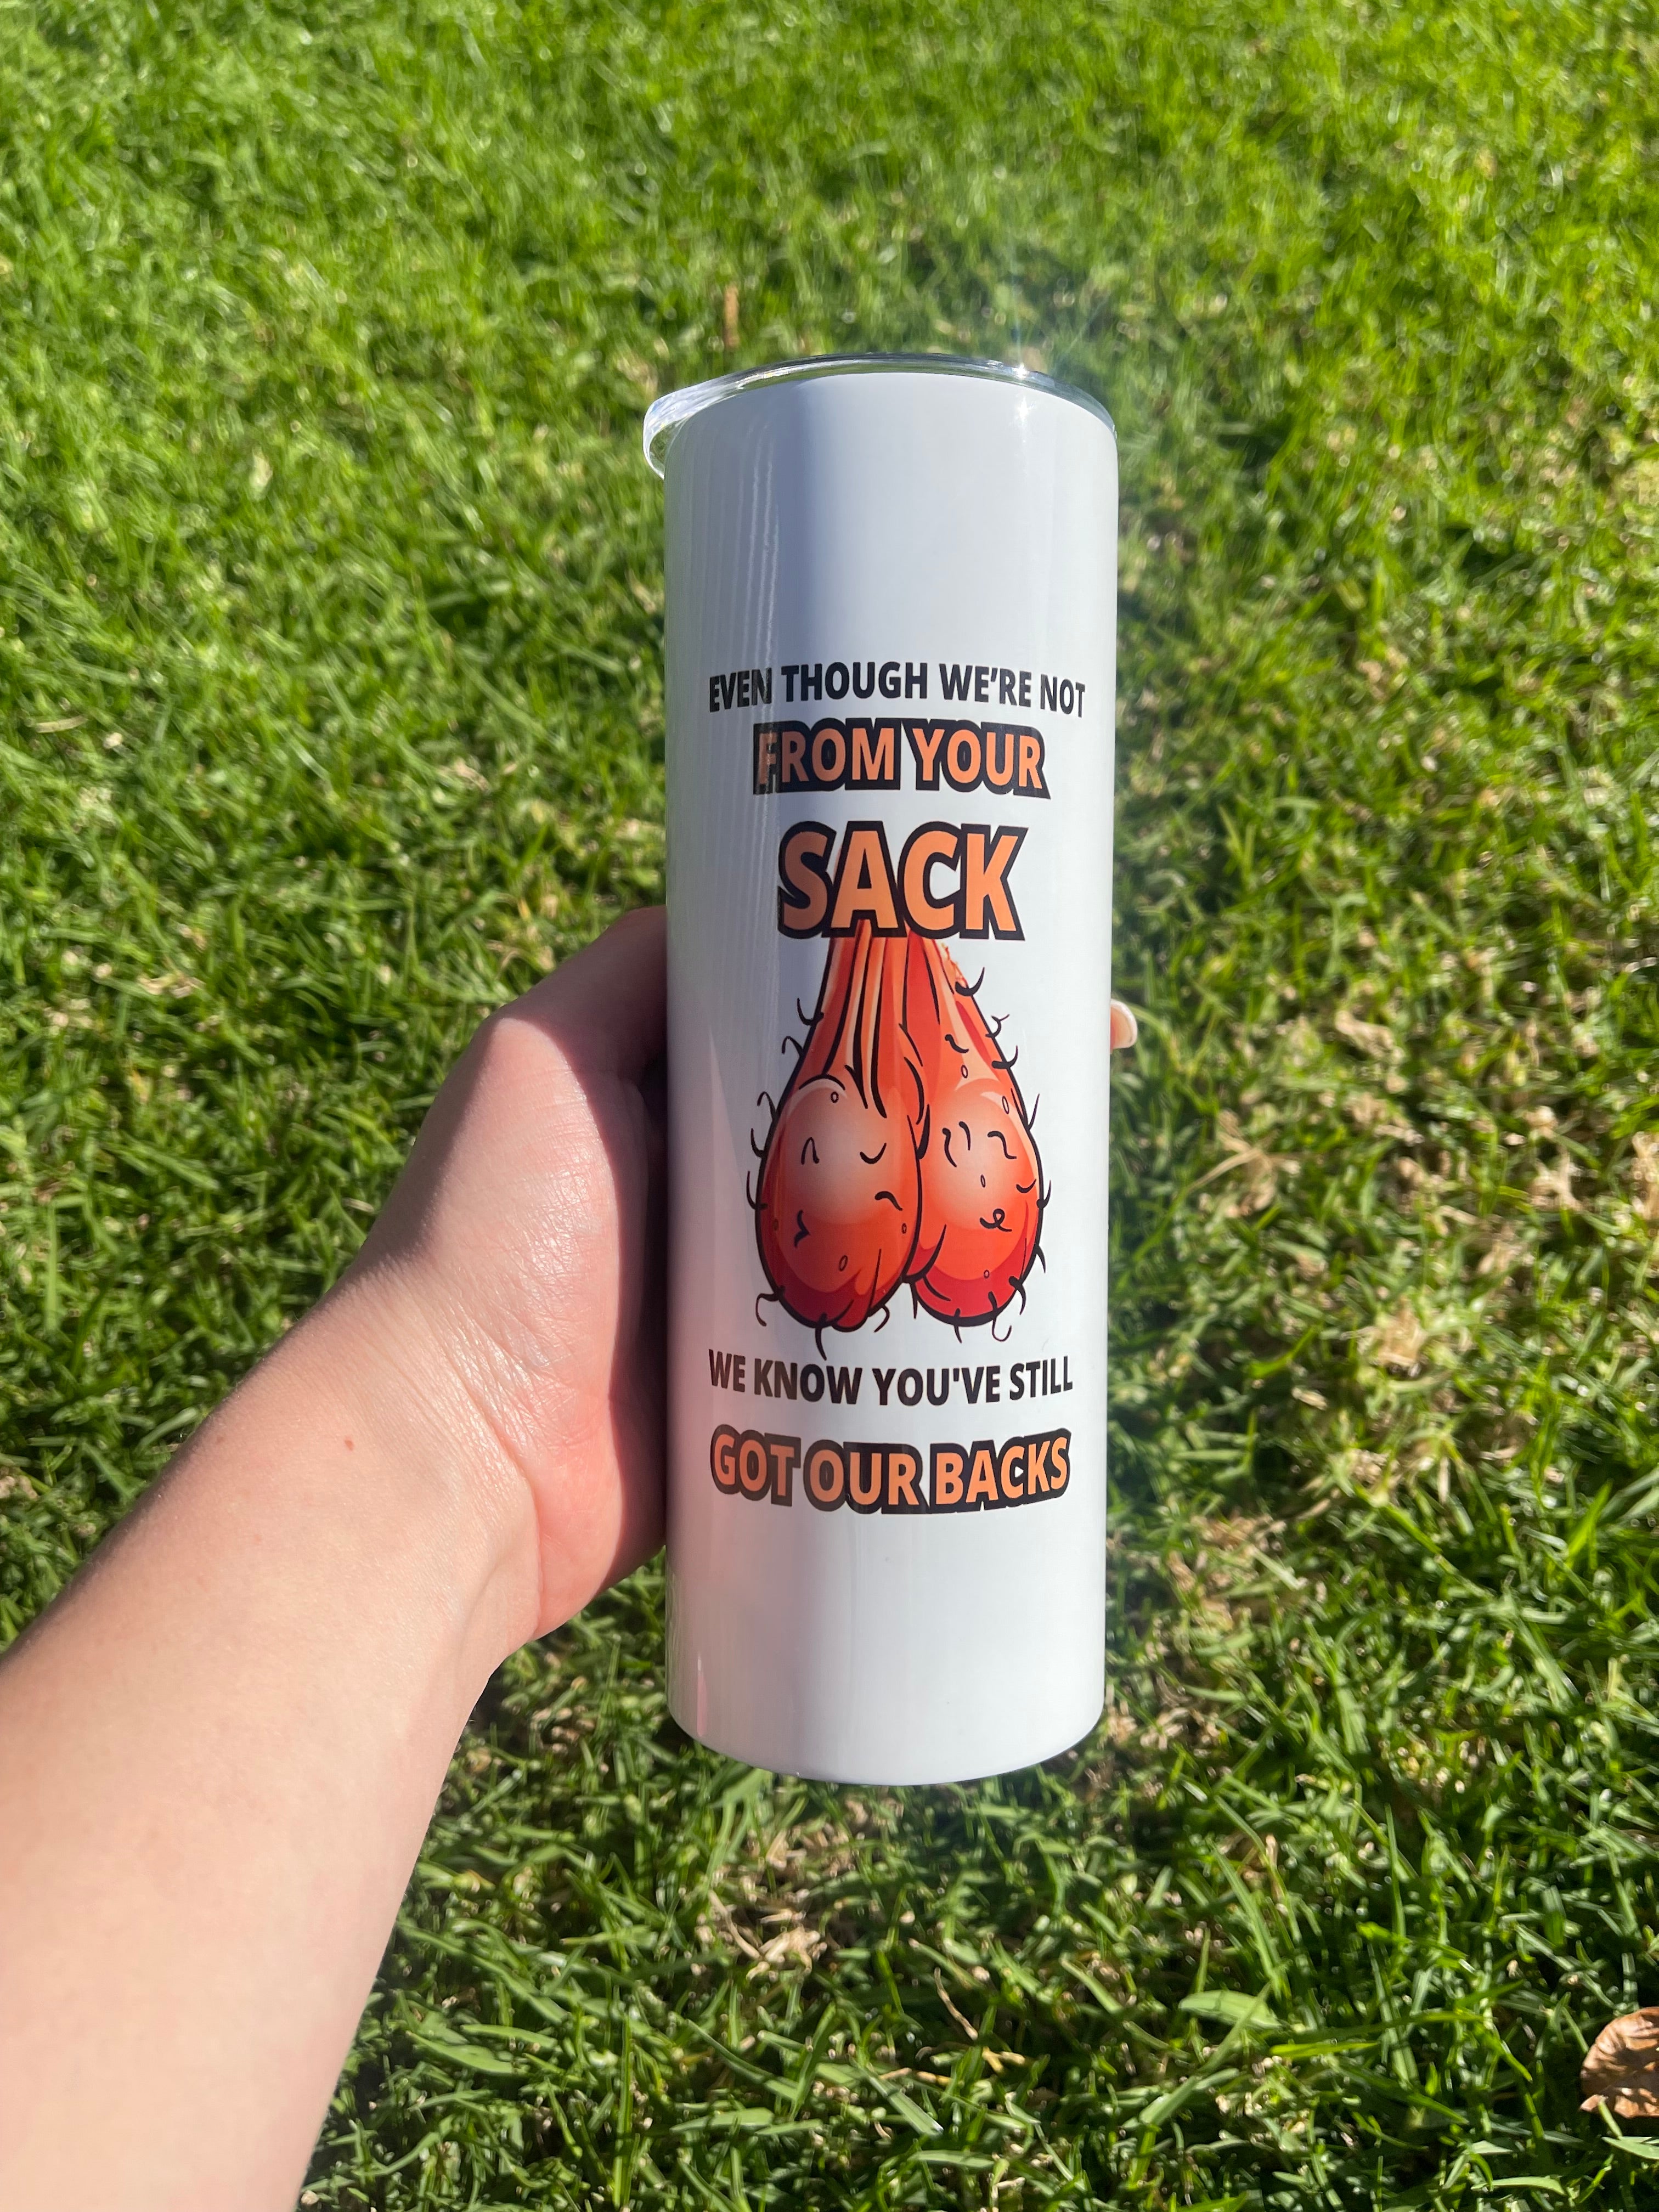 EVEN THOUGH WE’RE NOT
FROM YOUR
SACK
WE KNOW YOU'VE STILL
GOT OUR BACKS